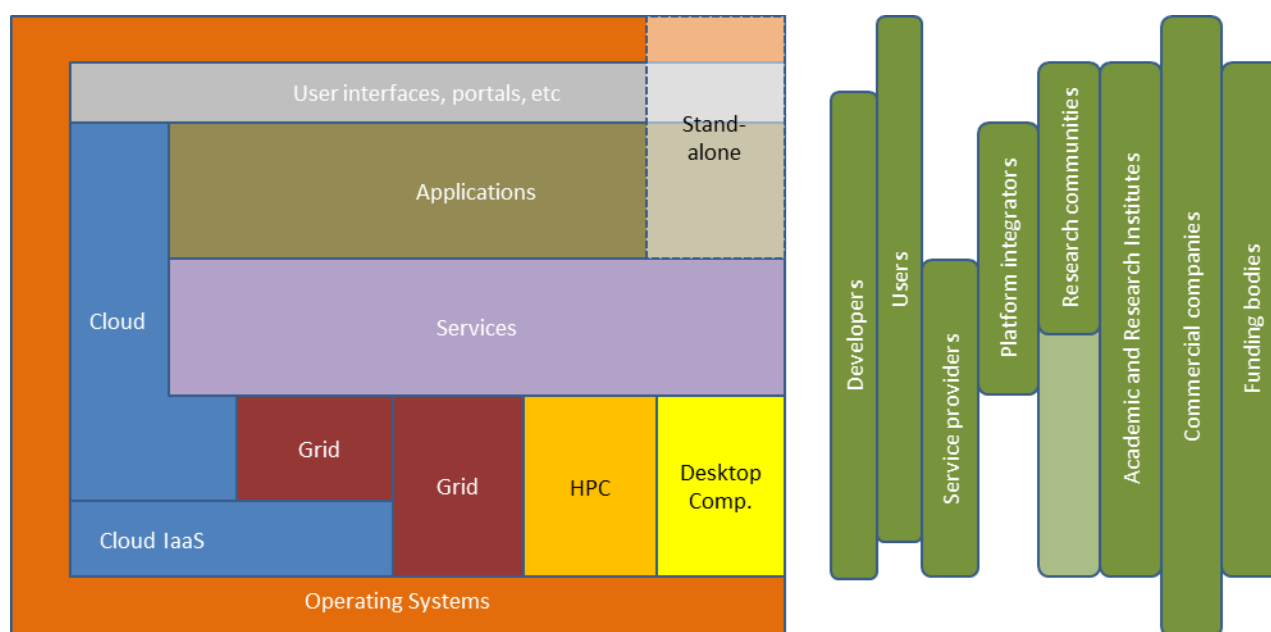 User interfaces, portals, etc
Stand-
alone
Applications
Cloud
Services
Grid
Grid
HPC
Desktop
Comp.
Cloud IaaS
Operating Systems
Developers
Users
Service providers
Platform integrators
Research communities
Academic and Research Institutes
Commercial companies
Funding bodies